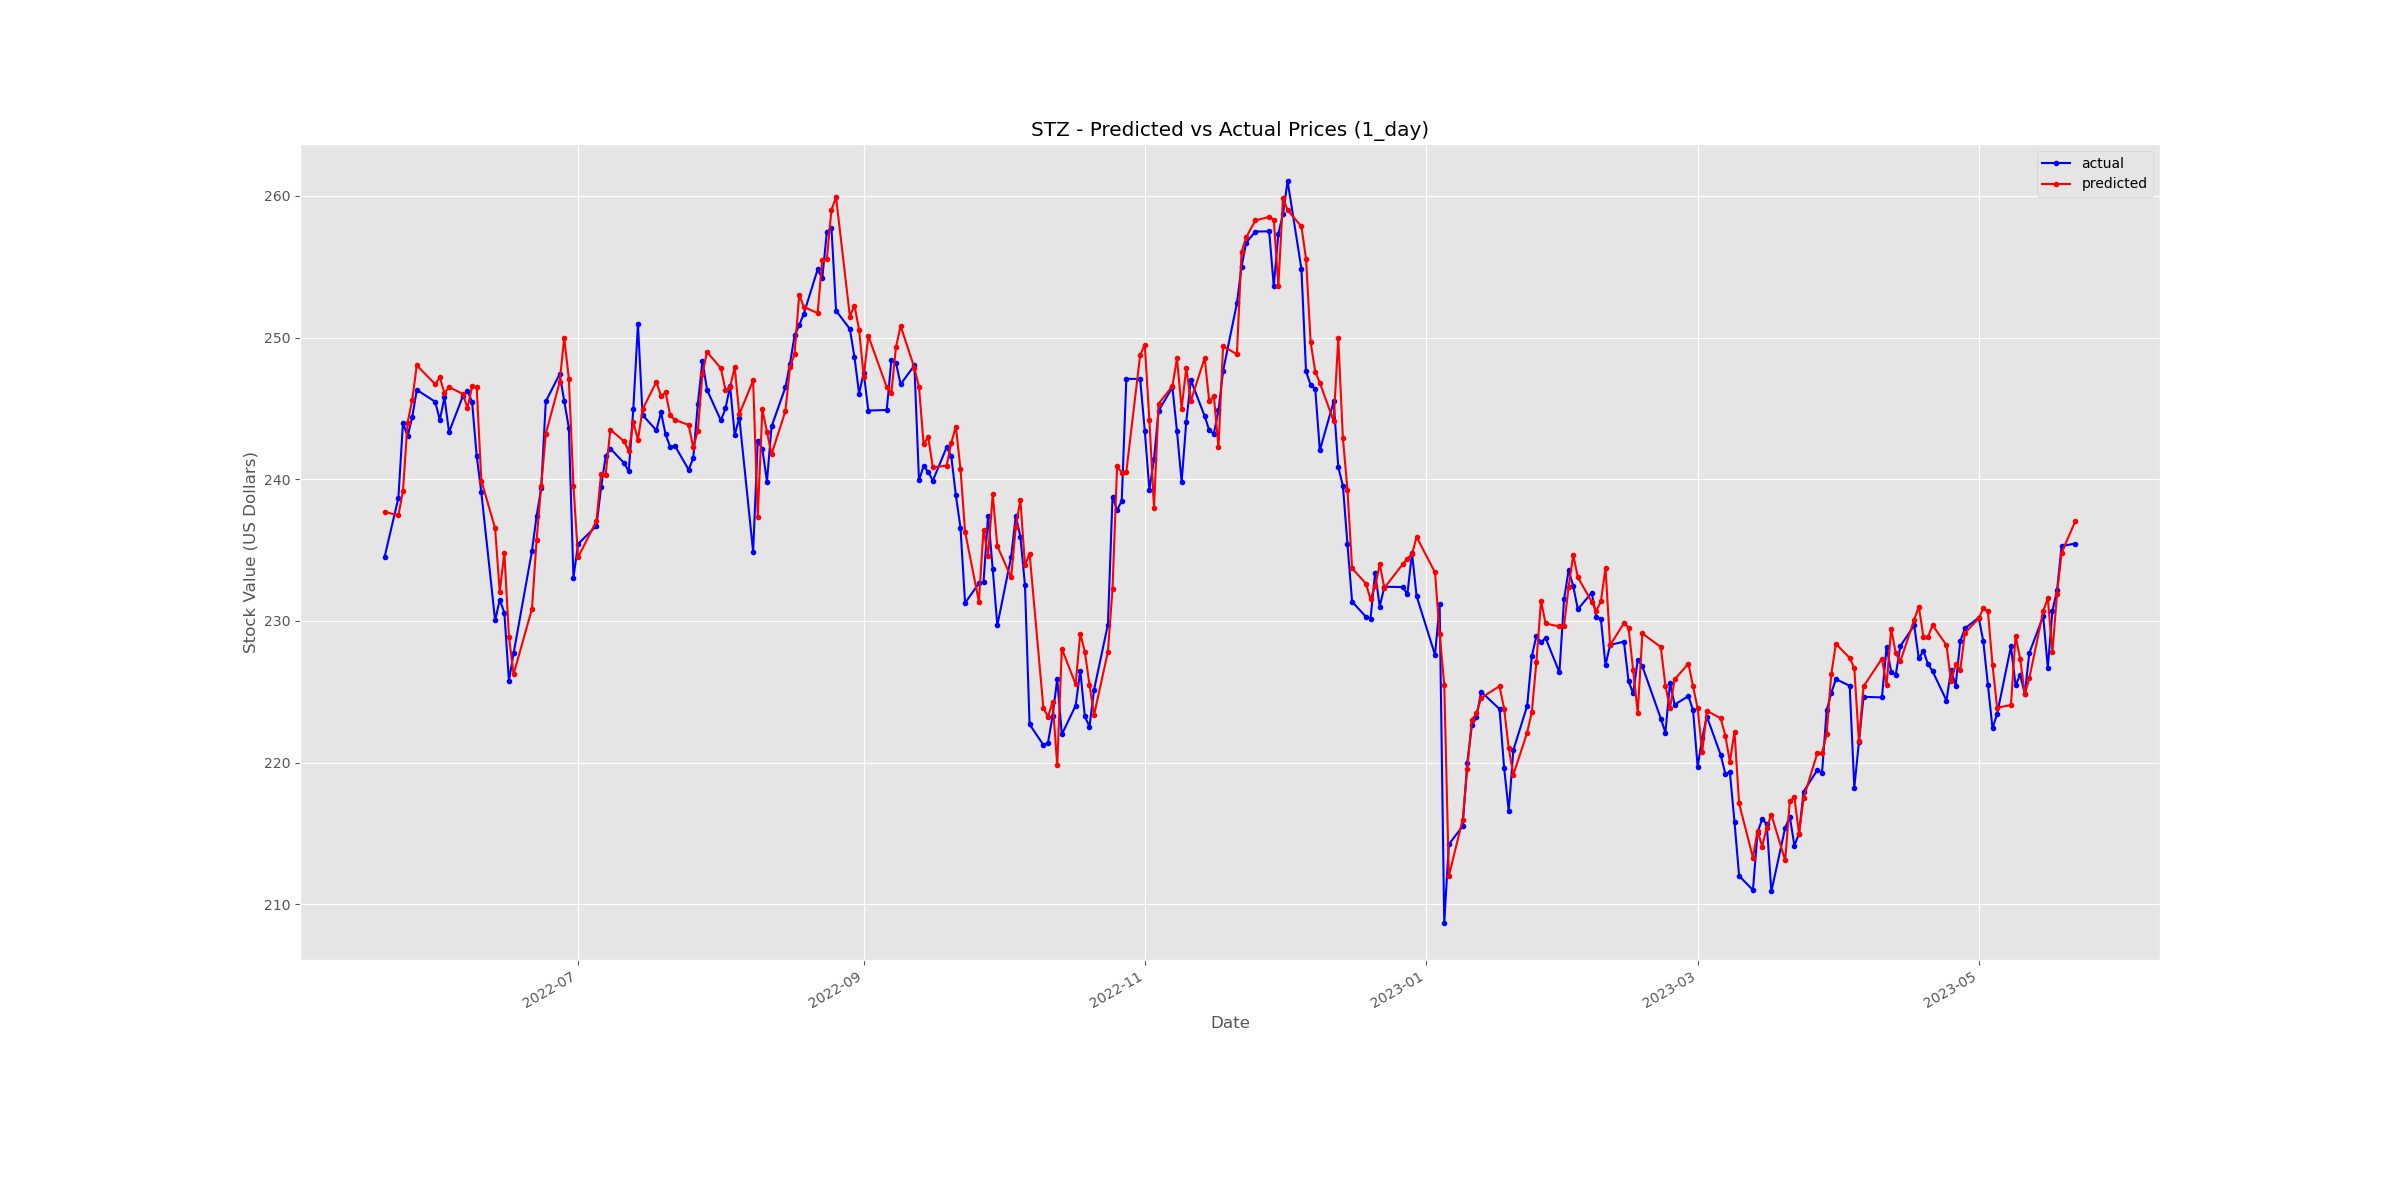 STZ - Predicted vs Actual Prices (1_day)
actual
predicted
260
250
240
230
220
210
Stock Value (US Dollars)
2022-07
2022-09
2022-11
2023-01
2023-03
2023-05
Date